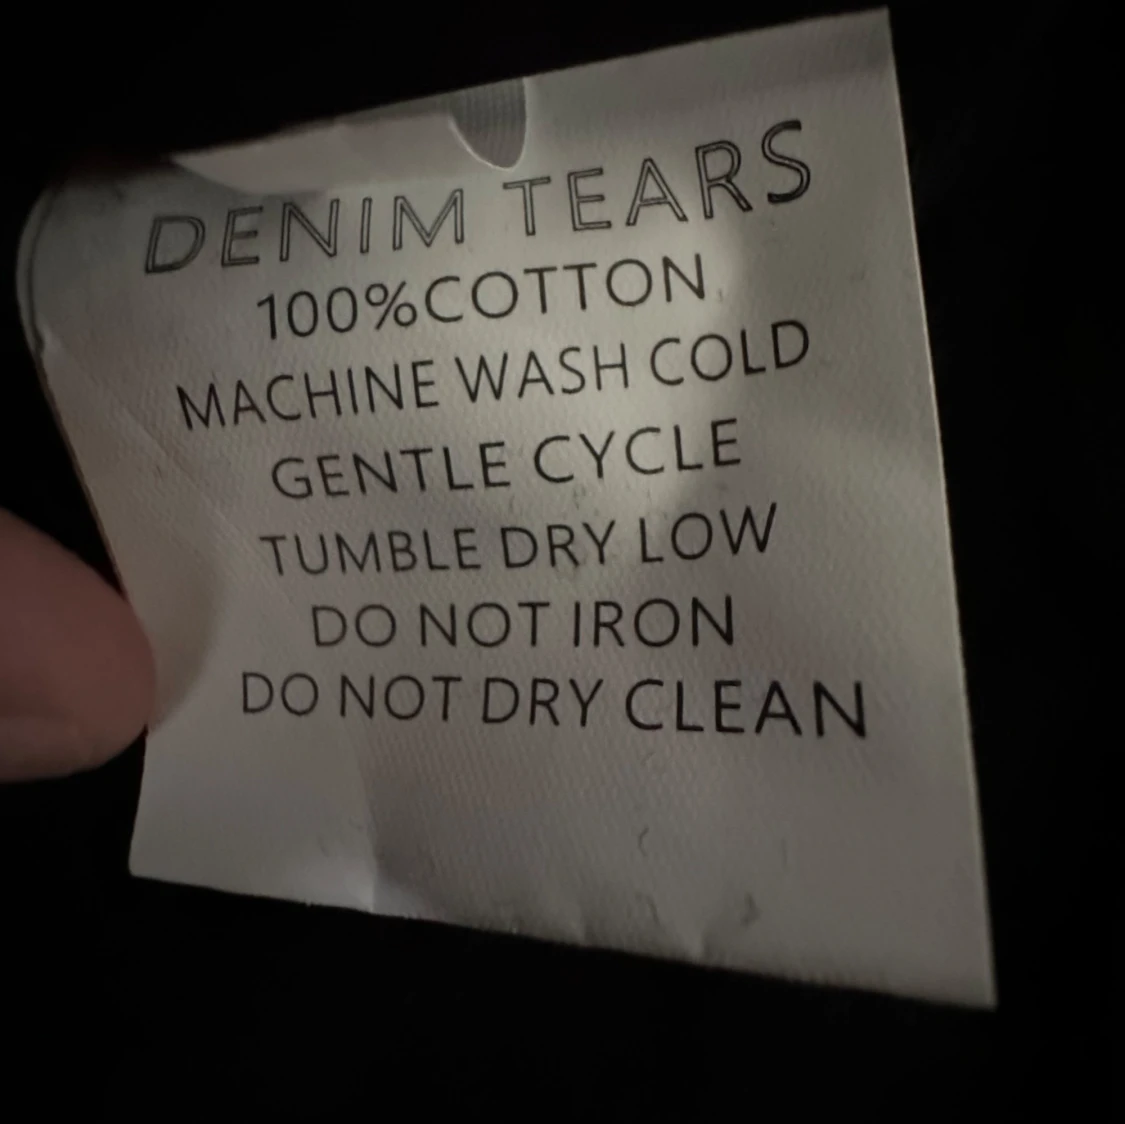 DENIM TEARS
100%COTTON
MACHINE WASH COLD
GENTLE CYCLE
TUMBLE DRY LOW
DO NOT IRON
DO NOT DRY CLEAN